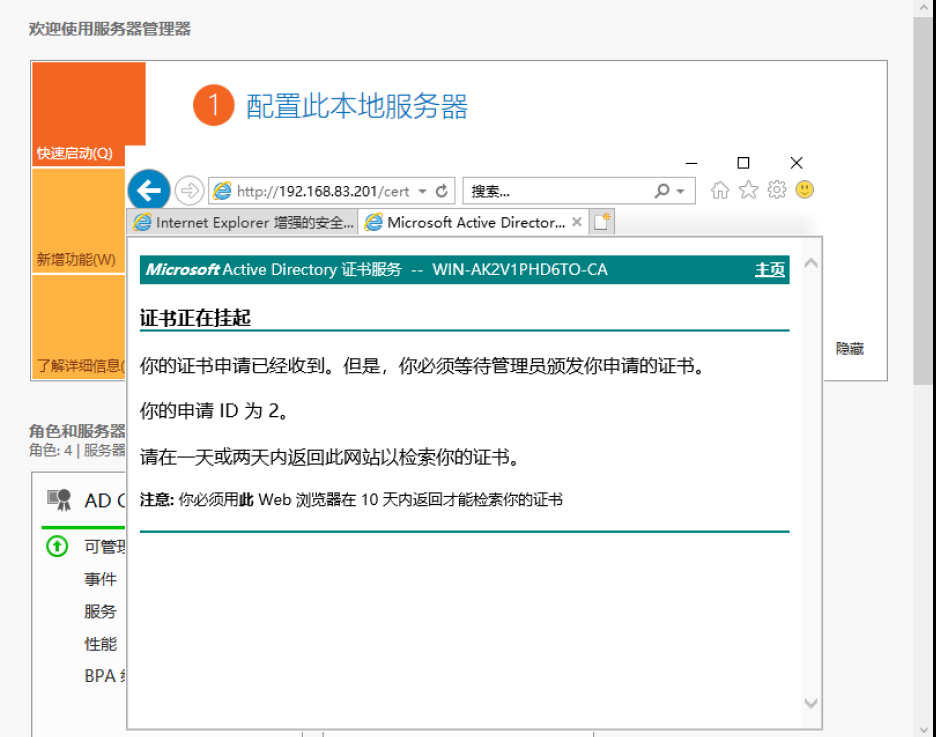 欢迎使用服务器管理器
1 配置此本地服务器
快速启动(Q)
http://192.168.83.201/cert
搜索...
Internet Explorer 增强的安全...
Microsoft Active Director...
新增功能(W)
Microsoft Active Directory 证书服务 -- WIN-AK2V1PHD6TO-CA
主页
证书正在挂起
隐藏
了解详细信息(
你的证书申请已经收到。但是，你必须等待管理员颁发你申请的证书。
你的申请 ID 为 2。
角色和服务器
角色: 4 | 服务器
请在一天或两天内返回此网站以检索你的证书。
AD
注意: 你必须用此 Web 浏览器在 10 天内返回才能检索你的证书
可管理
事件
服务
性能
BPA